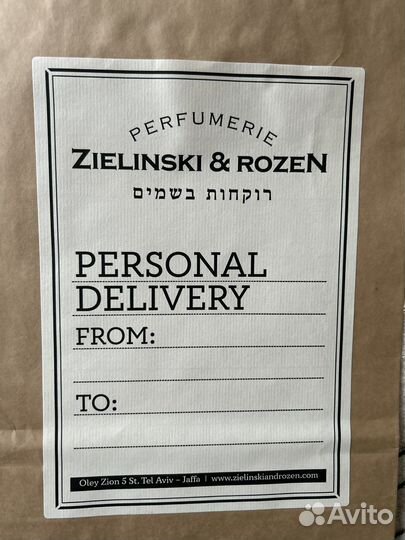 PERFUMERIE
ZIELINSKI & ROZEN
רוקחות בשמים
PERSONAL
DELIVERY
FROM:
TO:
Oley Zion 5 St. Tel Aviv – Jaffa | www.zielinskiandrozen.com
Avito